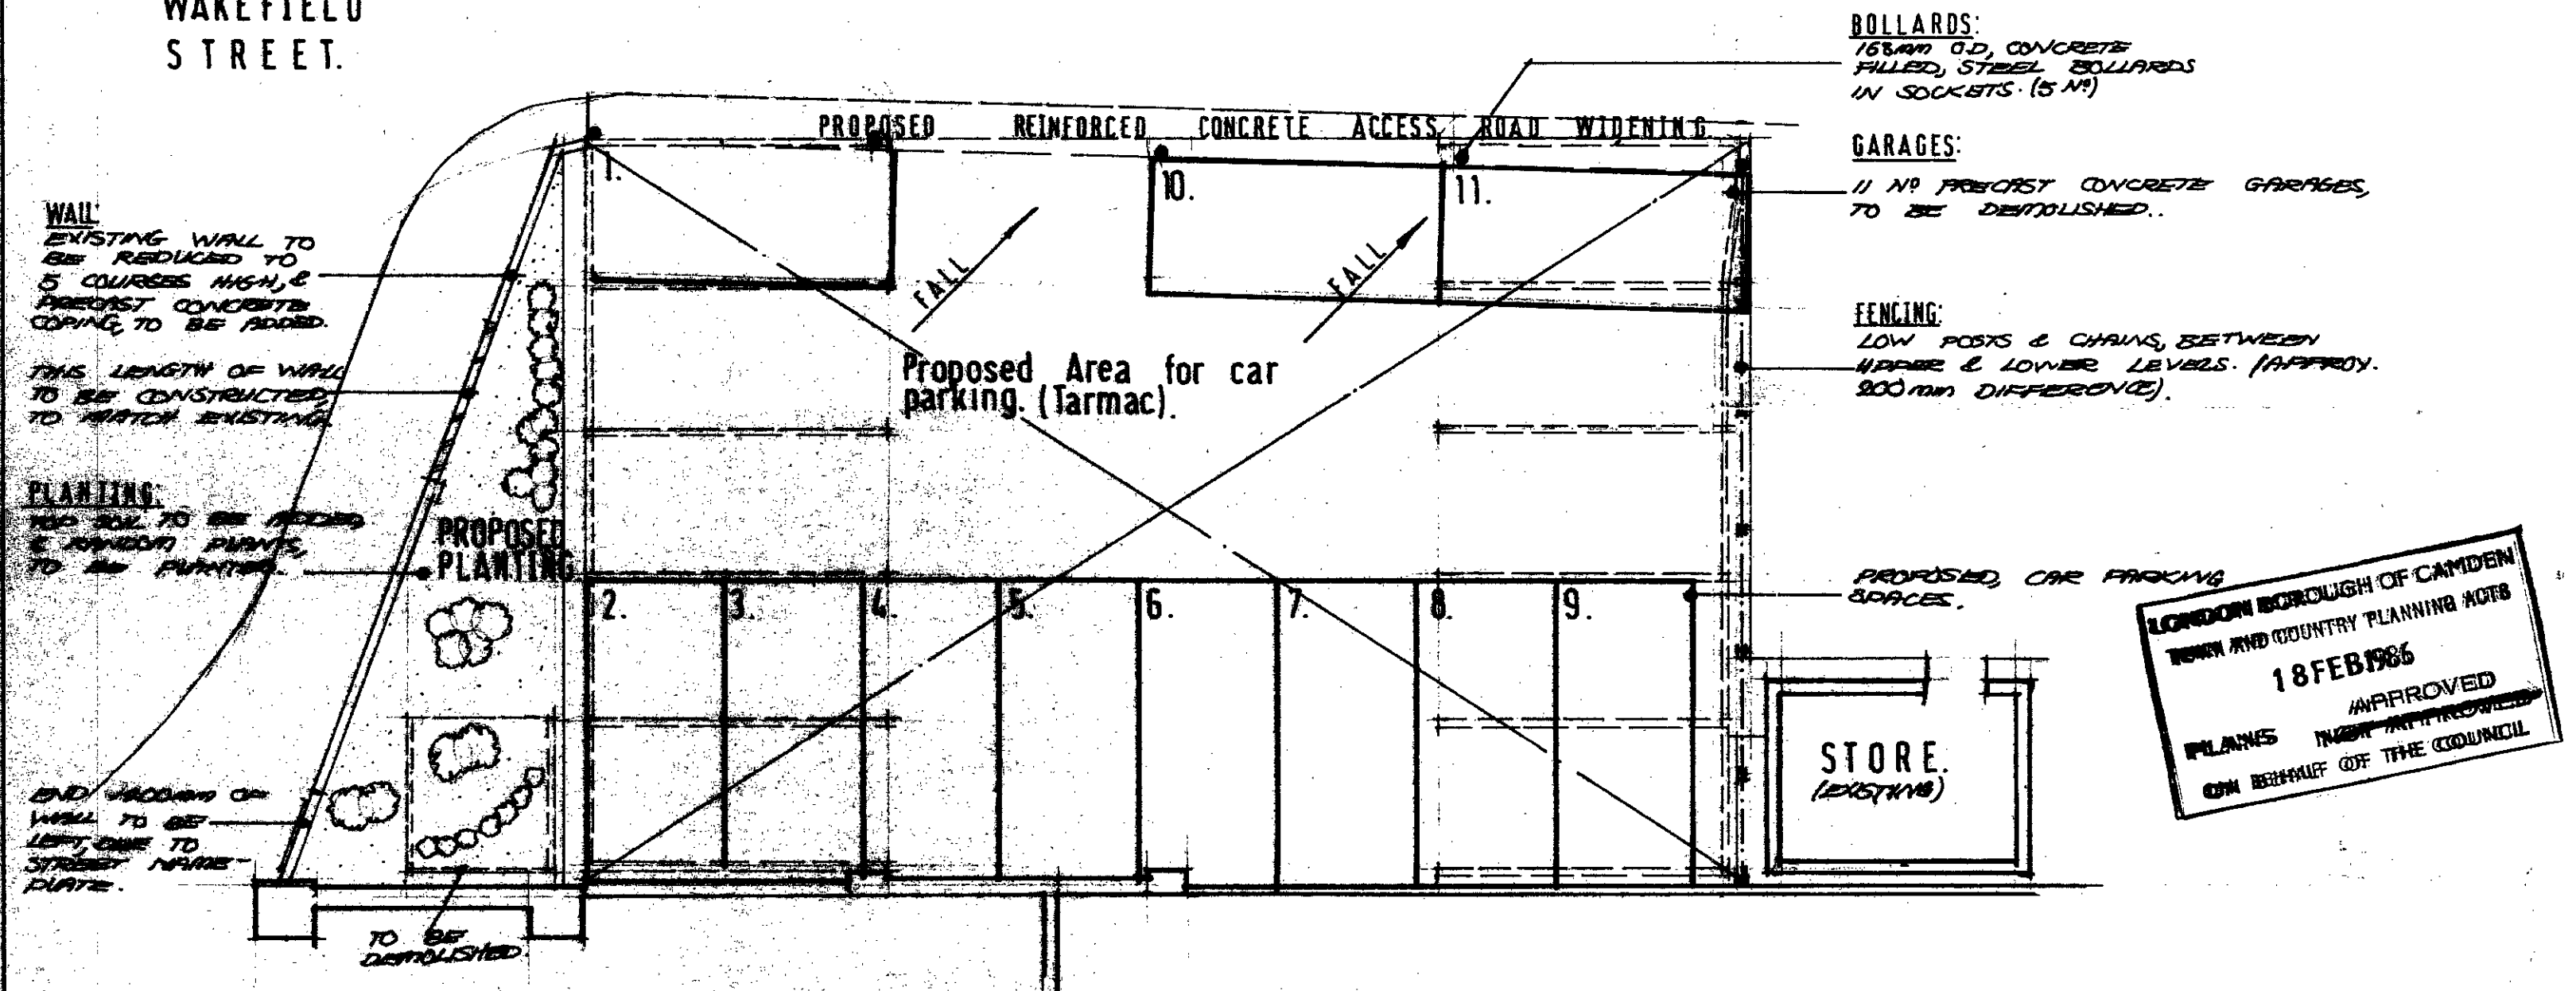 WAKEFIELD
STREET.
BOLLARDS:
168mm O.D, CONCRETE
FILLED, STEEL BOLLARDS
IN SOCKETS. (5 Nº)
PROPOSED REINFORCED CONCRETE ACCESS ROAD WIDENING.
GARAGES:
11 Nº PRECAST CONCRETE GARAGES,
TO BE DEMOLISHED..
1.
10.
11.
WALL:
EXISTING WALL TO
BE REDUCED TO
5 COURSES HIGH, &
PRECAST CONCRETE
COPING, TO BE ADDED.
FALL
FALL
FENCING:
LOW POSTS & CHAINS, BETWEEN
UPPER & LOWER LEVELS. (APPROX.
200mm DIFFERENCE).
THIS LENGTH OF WALL
TO BE CONSTRUCTED,
TO MATCH EXISTING.
Proposed Area for car
parking. (Tarmac).
PLANTING:
TOP SOIL TO BE ADDED,
& RANDOM PLANTS,
TO BE PLANTED.
PROPOSED
PLANTING
2.
3.
4.
5.
6.
7.
8.
9.
PROPOSED, CAR PARKING
SPACES.
LONDON BOROUGH OF CAMDEN
TOWN AND COUNTRY PLANNING ACTS
18 FEB 1986
APPROVED
PLANS NOT APPROVED
ON BEHALF OF THE COUNCIL
STORE.
(EXISTING)
END 900mm OF
WALL TO BE
LEFT, DUE TO
STREET NAME
PLATE.
TO BE
DEMOLISHED.